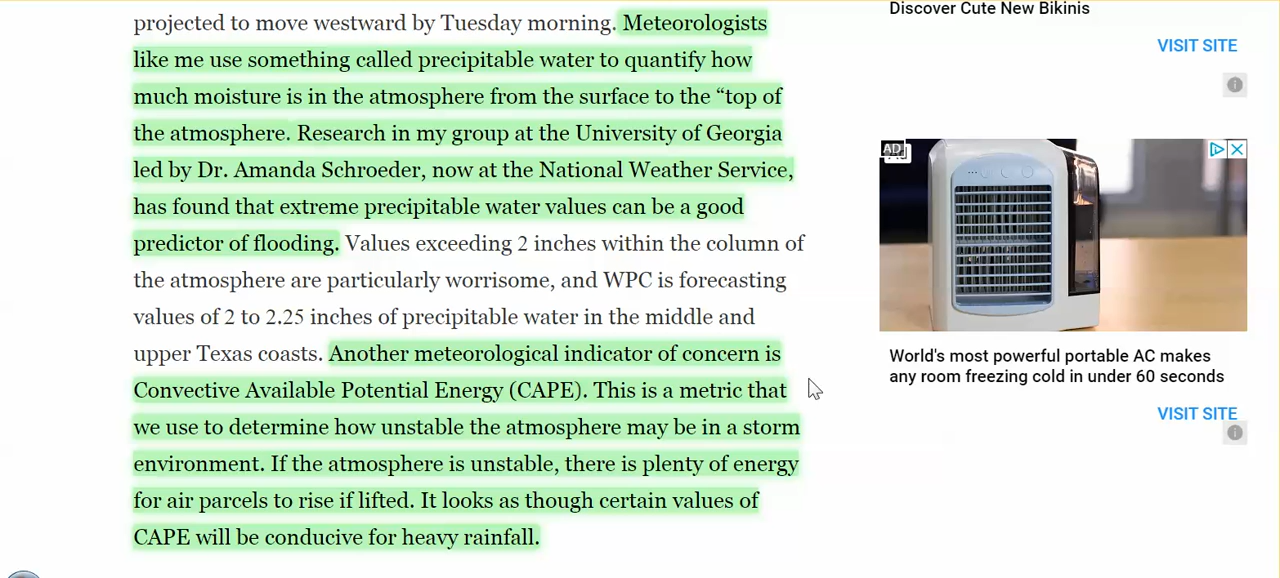 projected to move westward by Tuesday morning. Meteorologists
like me use something called precipitable water to quantify how
much moisture is in the atmosphere from the surface to the “top of
the atmosphere. Research in my group at the University of Georgia
led by Dr. Amanda Schroeder, now at the National Weather Service,
has found that extreme precipitable water values can be a good
predictor of flooding. Values exceeding 2 inches within the column of
the atmosphere are particularly worrisome, and WPC is forecasting
values of 2 to 2.25 inches of precipitable water in the middle and
upper Texas coasts. Another meteorological indicator of concern is
Convective Available Potential Energy (CAPE). This is a metric that
we use to determine how unstable the atmosphere may be in a storm
environment. If the atmosphere is unstable, there is plenty of energy
for air parcels to rise if lifted. It looks as though certain values of
CAPE will be conducive for heavy rainfall.
Discover Cute New Bikinis
VISIT SITE
AD
World's most powerful portable AC makes
any room freezing cold in under 60 seconds
VISIT SITE